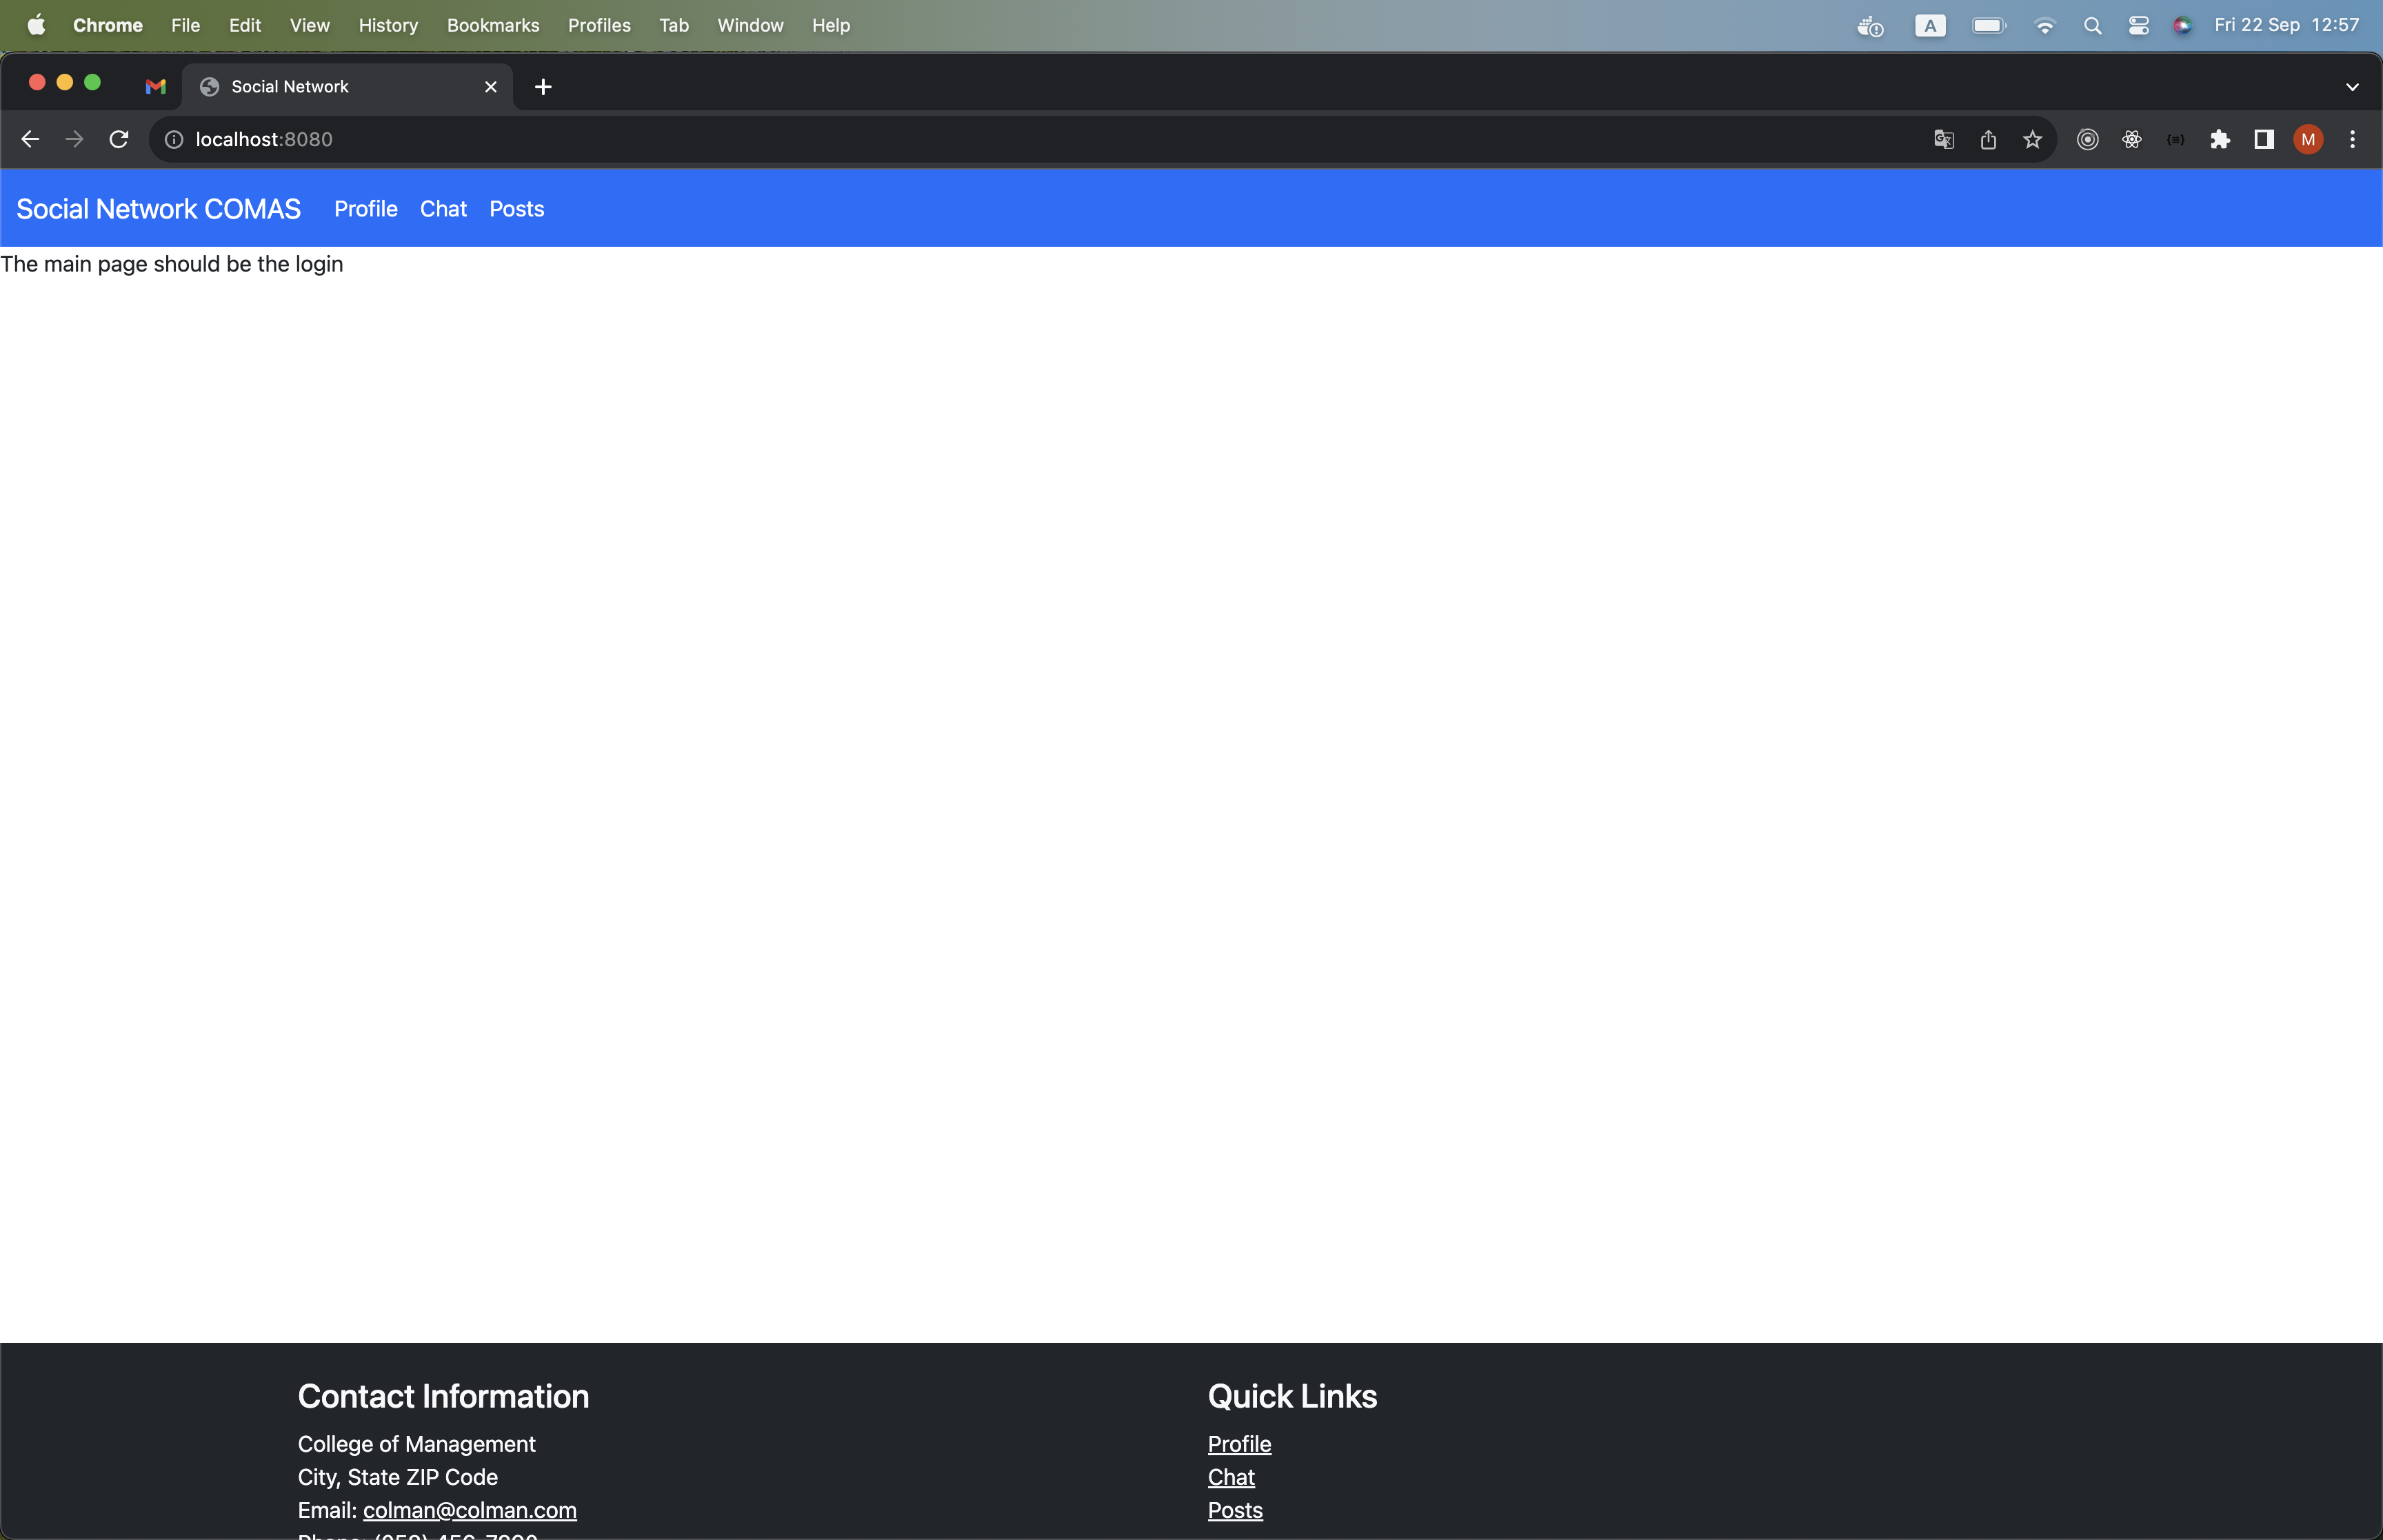 Chrome File Edit View History Bookmarks Profiles Tab Window Help A Fri 22 Sep 12:57
Social Network
localhost:8080 M
Social Network COMAS Profile Chat Posts
The main page should be the login
Contact Information
College of Management
City, State ZIP Code
Email: colman@colman.com
Quick Links
Profile
Chat
Posts